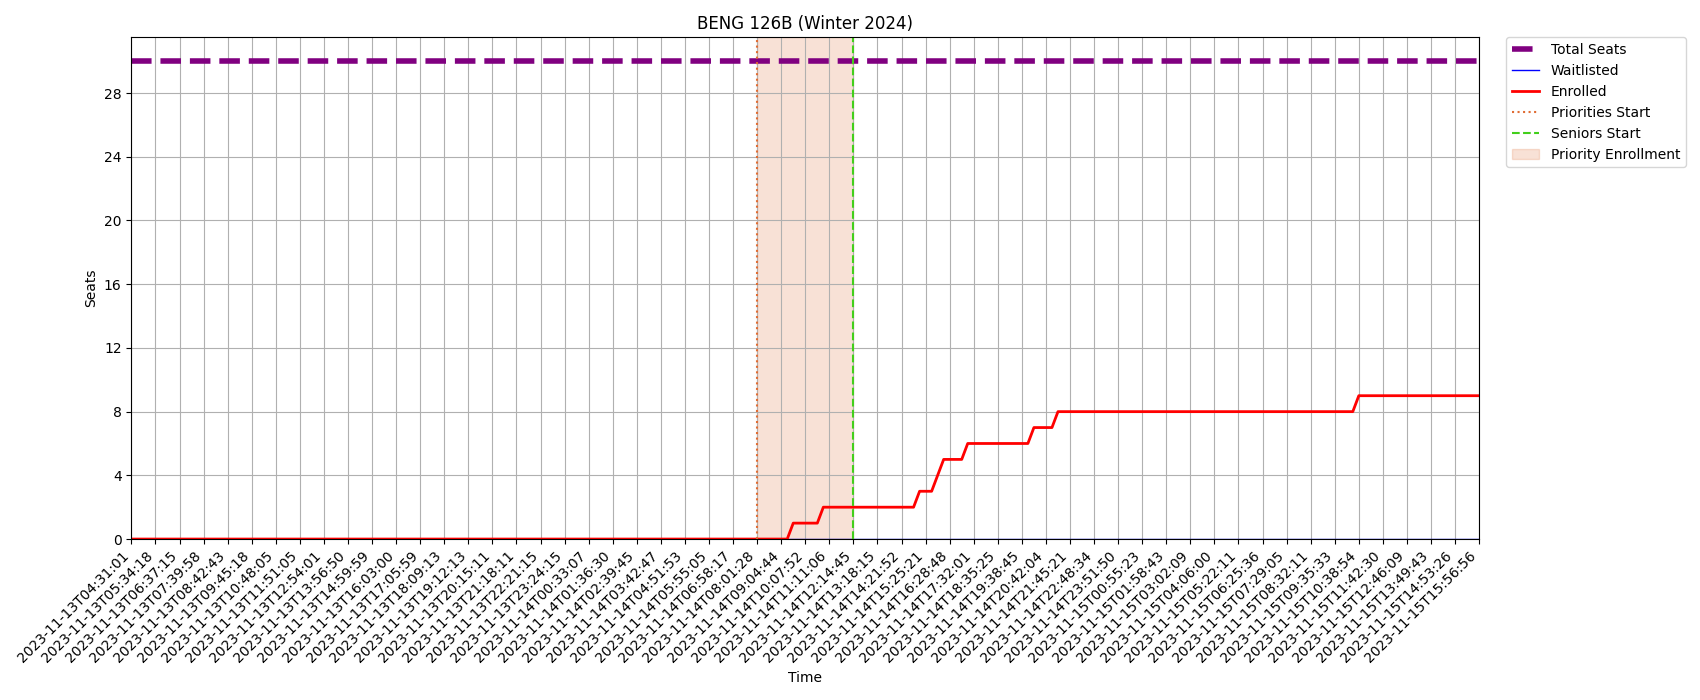 BENG 126B (Winter 2024)
Total Seats
Waitlisted
Enrolled
Priorities Start
Seniors Start
Priority Enrollment
Seats
28
24
20
16
12
8
4
0
2023-11-13T04:31:01
2023-11-13T05:34:18
2023-11-13T06:37:15
2023-11-13T07:39:58
2023-11-13T08:42:43
2023-11-13T09:45:18
2023-11-13T10:48:05
2023-11-13T11:51:05
2023-11-13T12:54:01
2023-11-13T13:56:50
2023-11-13T14:59:59
2023-11-13T16:03:00
2023-11-13T17:05:59
2023-11-13T18:09:13
2023-11-13T19:12:13
2023-11-13T20:15:11
2023-11-13T21:18:11
2023-11-13T22:21:15
2023-11-13T23:24:15
2023-11-14T00:33:07
2023-11-14T01:36:30
2023-11-14T02:39:45
2023-11-14T03:42:47
2023-11-14T04:51:53
2023-11-14T05:55:05
2023-11-14T06:58:17
2023-11-14T08:01:28
2023-11-14T09:04:44
2023-11-14T10:07:52
2023-11-14T11:11:06
2023-11-14T12:14:45
2023-11-14T13:18:15
2023-11-14T14:21:52
2023-11-14T15:25:21
2023-11-14T16:28:48
2023-11-14T17:32:01
2023-11-14T18:35:25
2023-11-14T19:38:45
2023-11-14T20:42:04
2023-11-14T21:45:21
2023-11-14T22:48:34
2023-11-14T23:51:50
2023-11-15T00:55:23
2023-11-15T01:58:43
2023-11-15T03:02:09
2023-11-15T04:06:00
2023-11-15T05:22:11
2023-11-15T06:25:36
2023-11-15T07:29:05
2023-11-15T08:32:11
2023-11-15T09:35:33
2023-11-15T10:38:54
2023-11-15T11:42:30
2023-11-15T12:46:09
2023-11-15T13:49:43
2023-11-15T14:53:26
2023-11-15T15:56:56
Time